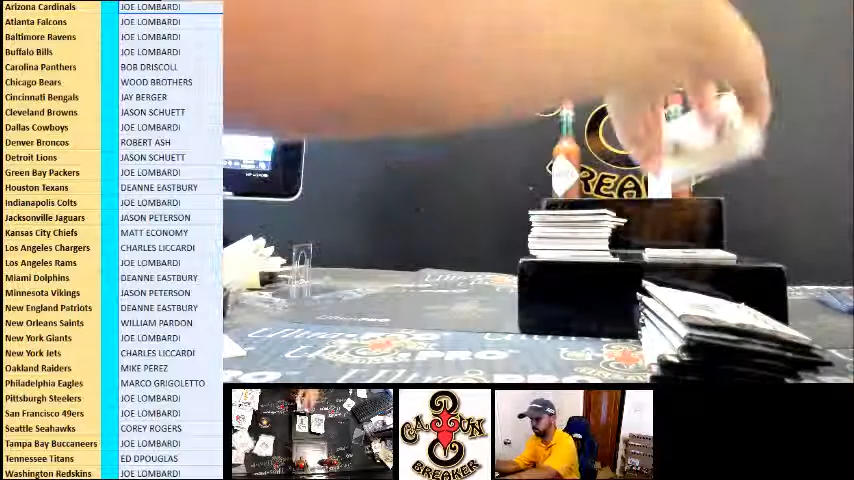 Arizona Cardinals JOE LOMBARDI
Atlanta Falcons JOE LOMBARDI
Baltimore Ravens JOE LOMBARDI
Buffalo Bills JOE LOMBARDI
Carolina Panthers BOB DRISCOLL
Chicago Bears WOOD BROTHERS
Cincinnati Bengals JAY BERGER
Cleveland Browns JASON SCHUETT
Dallas Cowboys JOE LOMBARDI
Denver Broncos ROBERT ASH
Detroit Lions JASON SCHUETT
Green Bay Packers JOE LOMBARDI
Houston Texans DEANNE EASTBURY
Indianapolis Colts JOE LOMBARDI
Jacksonville Jaguars JASON PETERSON
Kansas City Chiefs MATT ECONOMY
Los Angeles Chargers CHARLES LICCARDI
Los Angeles Rams JOE LOMBARDI
Miami Dolphins DEANNE EASTBURY
Minnesota Vikings JASON PETERSON
New England Patriots DEANNE EASTBURY
New Orleans Saints WILLIAM PARDON
New York Giants JOE LOMBARDI
New York Jets CHARLES LICCARDI
Oakland Raiders MIKE PEREZ
Philadelphia Eagles MARCO GRIGOLETTO
Pittsburgh Steelers JOE LOMBARDI
San Francisco 49ers JOE LOMBARDI
Seattle Seahawks COREY ROGERS
Tampa Bay Buccaneers JOE LOMBARDI
Tennessee Titans ED DPOUGLAS
Washington Redskins JOE LOMBARDI
REA
PRO
CAJUN
BREAKER